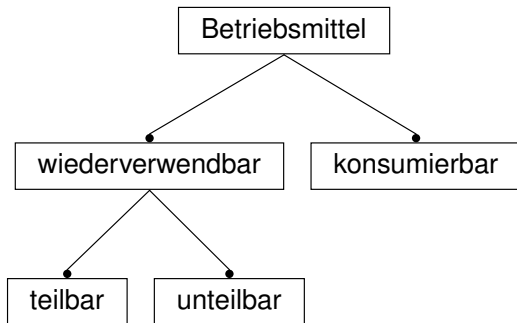 Betriebsmittel
wiederverwendbar
konsumierbar
teilbar
unteilbar